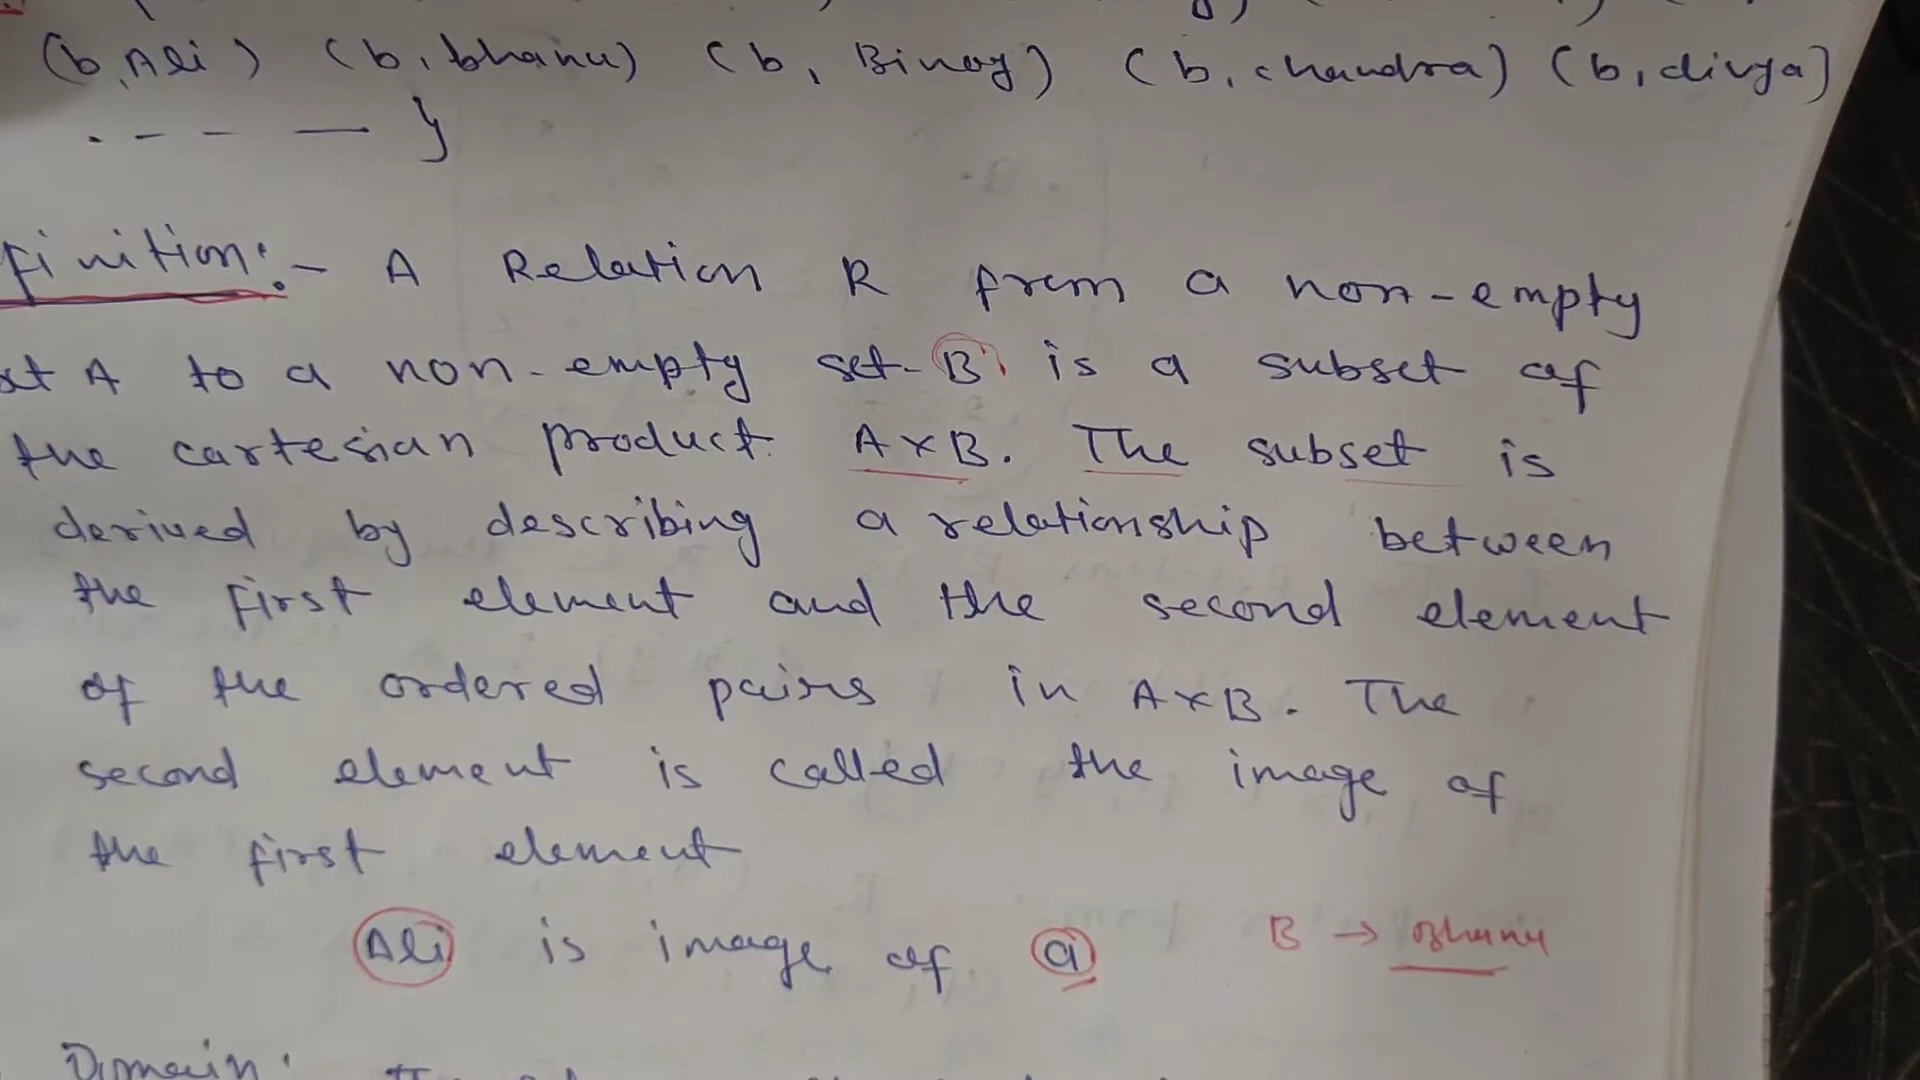 (b, Ali) (b, bhanu) (b, Binoy) (b, chandra) (b, divya)
. - - — }
finition:- A Relation R from a non-empty
et A to a non-empty set B is a subset of
the cartesian product A×B. The subset is
derived by describing a relationship between
the first element and the second element
of the ordered pairs in A×B. The
second element is called the image of
the first element
Ali is image of a B → Bhanu
Domain: